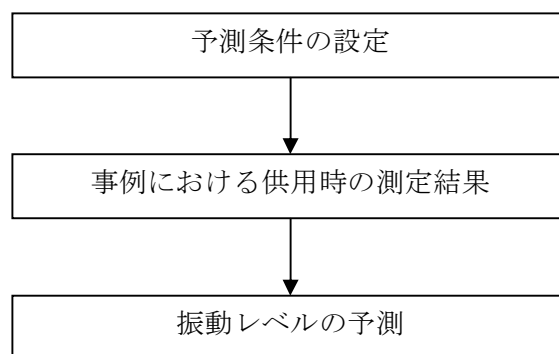 予測条件の設定
事例における供用時の測定結果
振動レベルの予測